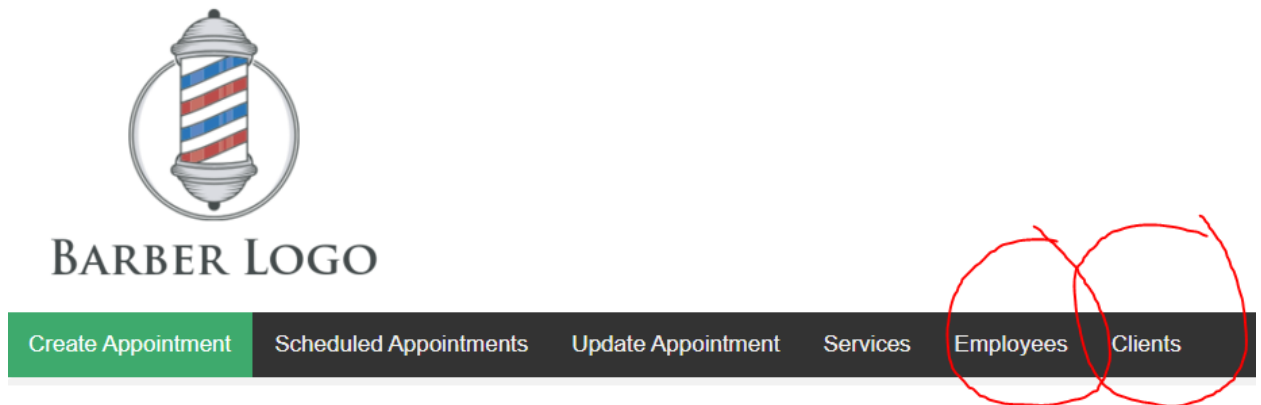 BARBER LOGO
Create Appointment Scheduled Appointments Update Appointment Services Employees Clients